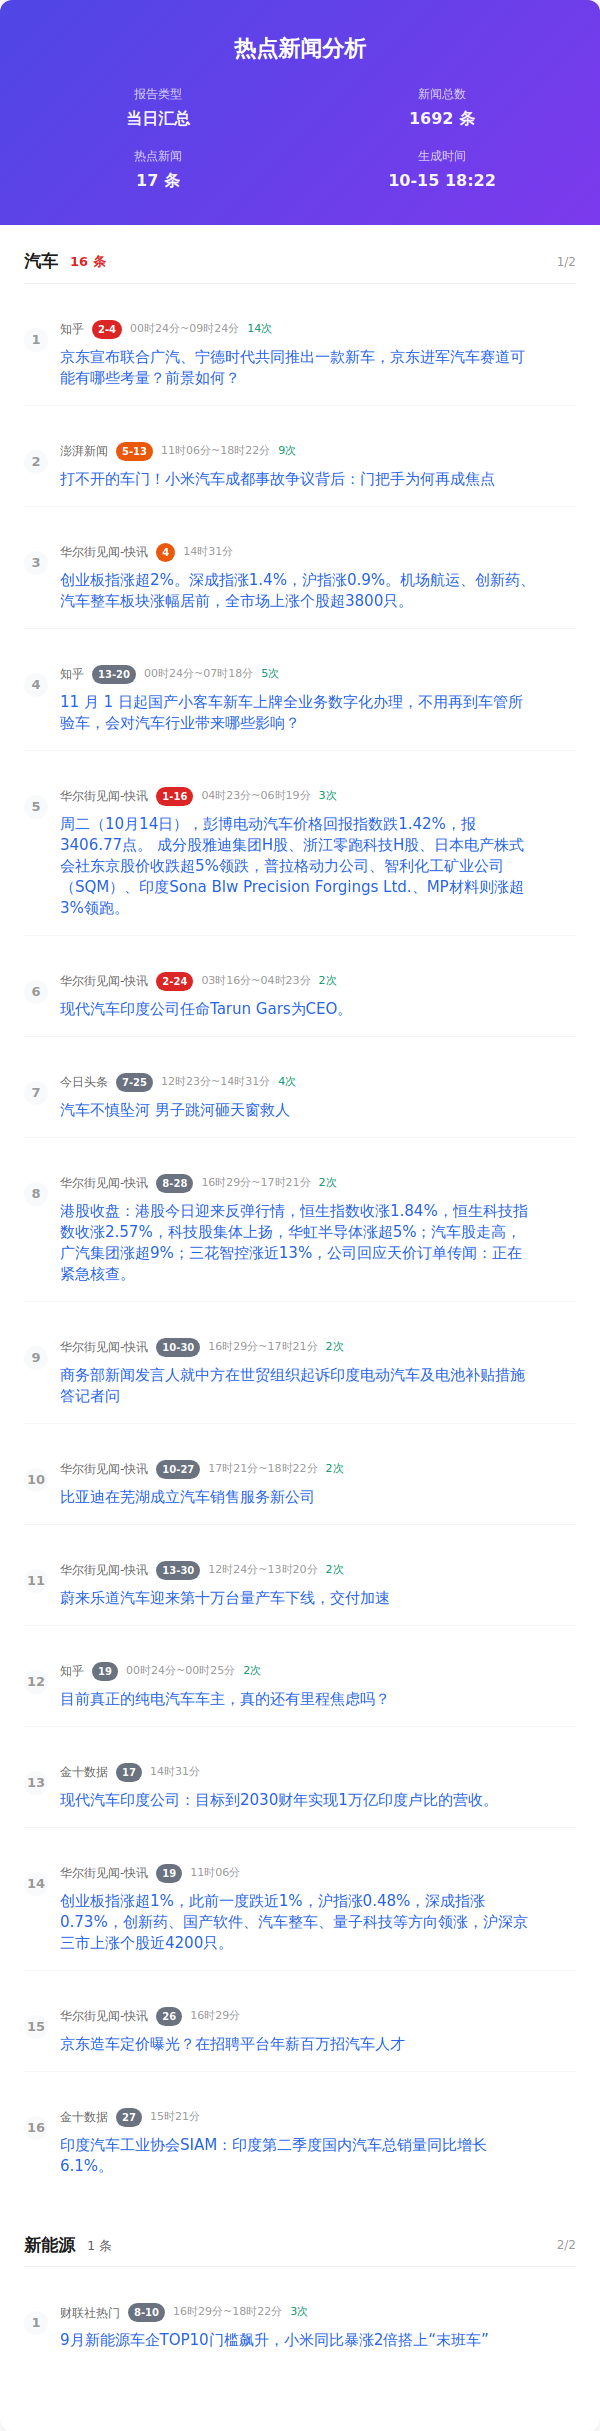 热点新闻分析
报告类型 新闻总数
当日汇总 1692 条
热点新闻 生成时间
17 条 10-15 18:22
汽车 16 条 1/2
1 知乎 2-4 00时24分~09时24分 14次
京东宣布联合广汽、宁德时代共同推出一款新车，京东进军汽车赛道可
能有哪些考量？前景如何？
2 澎湃新闻 5-13 11时06分~18时22分 9次
打不开的车门！小米汽车成都事故争议背后：门把手为何再成焦点
3 华尔街见闻-快讯 4 14时31分
创业板指涨超2%。深成指涨1.4%，沪指涨0.9%。机场航运、创新药、
汽车整车板块涨幅居前，全市场上涨个股超3800只。
4 知乎 13-20 00时24分~07时18分 5次
11 月 1 日起国产小客车新车上牌全业务数字化办理，不用再到车管所
验车，会对汽车行业带来哪些影响？
5 华尔街见闻-快讯 1-16 04时23分~06时19分 3次
周二（10月14日），彭博电动汽车价格回报指数跌1.42%，报
3406.77点。 成分股雅迪集团H股、浙江零跑科技H股、日本电产株式
会社东京股价收跌超5%领跌，普拉格动力公司、智利化工矿业公司
（SQM）、印度Sona Blw Precision Forgings Ltd.、MP材料则涨超
3%领跑。
6 华尔街见闻-快讯 2-24 03时16分~04时23分 2次
现代汽车印度公司任命Tarun Gars为CEO。
7 今日头条 7-25 12时23分~14时31分 4次
汽车不慎坠河 男子跳河砸天窗救人
8 华尔街见闻-快讯 8-28 16时29分~17时21分 2次
港股收盘：港股今日迎来反弹行情，恒生指数收涨1.84%，恒生科技指
数收涨2.57%，科技股集体上扬，华虹半导体涨超5%；汽车股走高，
广汽集团涨超9%；三花智控涨近13%，公司回应天价订单传闻：正在
紧急核查。
9 华尔街见闻-快讯 10-30 16时29分~17时21分 2次
商务部新闻发言人就中方在世贸组织起诉印度电动汽车及电池补贴措施
答记者问
10 华尔街见闻-快讯 10-27 17时21分~18时22分 2次
比亚迪在芜湖成立汽车销售服务新公司
11 华尔街见闻-快讯 13-30 12时24分~13时20分 2次
蔚来乐道汽车迎来第十万台量产车下线，交付加速
12 知乎 19 00时24分~00时25分 2次
目前真正的纯电汽车车主，真的还有里程焦虑吗？
13 金十数据 17 14时31分
现代汽车印度公司：目标到2030财年实现1万亿印度卢比的营收。
14 华尔街见闻-快讯 19 11时06分
创业板指涨超1%，此前一度跌近1%，沪指涨0.48%，深成指涨
0.73%，创新药、国产软件、汽车整车、量子科技等方向领涨，沪深京
三市上涨个股近4200只。
15 华尔街见闻-快讯 26 16时29分
京东造车定价曝光？在招聘平台年薪百万招汽车人才
16 金十数据 27 15时21分
印度汽车工业协会SIAM：印度第二季度国内汽车总销量同比增长
6.1%。
新能源 1 条 2/2
1 财联社热门 8-10 16时29分~18时22分 3次
9月新能源车企TOP10门槛飙升，小米同比暴涨2倍搭上“末班车”